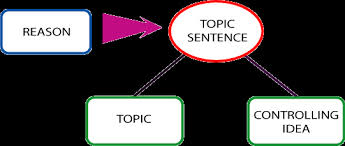 REASON
TOPIC
SENTENCE
TOPIC
CONTROLLING
IDEA